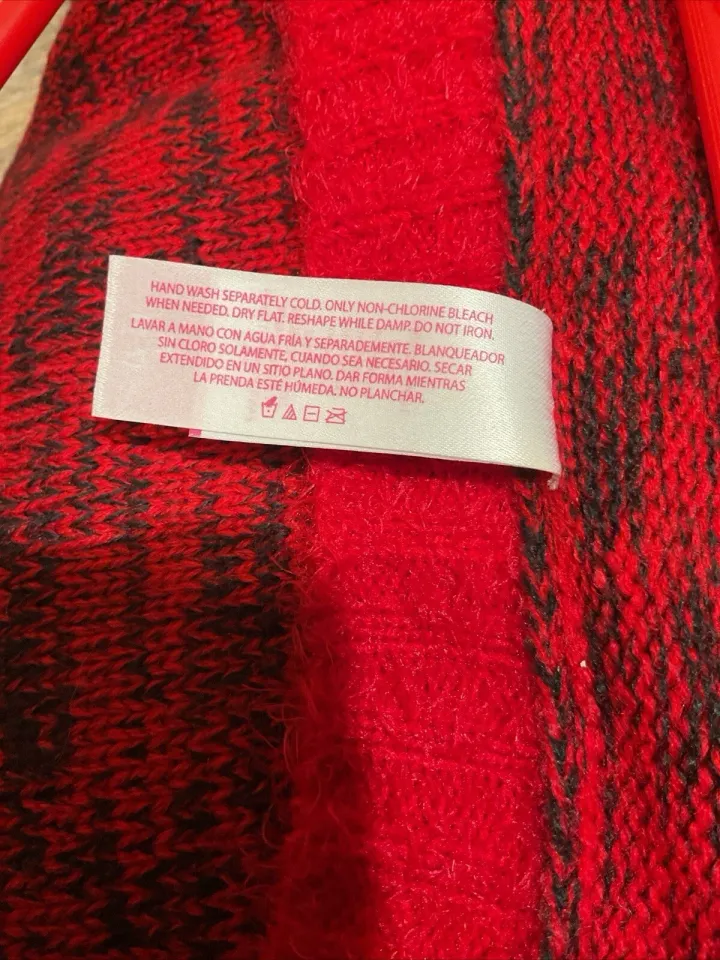 HAND WASH SEPARATELY COLD. ONLY NON-CHLORINE BLEACH
WHEN NEEDED. DRY FLAT. RESHAPE WHILE DAMP. DO NOT IRON.
LAVAR A MANO CON AGUA FRÍA Y SEPARADEMENTE. BLANQUEADOR
SIN CLORO SOLAMENTE, CUANDO SEA NECESARIO. SECAR
EXTENDIDO EN UN SITIO PLANO. DAR FORMA MIENTRAS
LA PRENDA ESTÉ HÚMEDA. NO PLANCHAR.